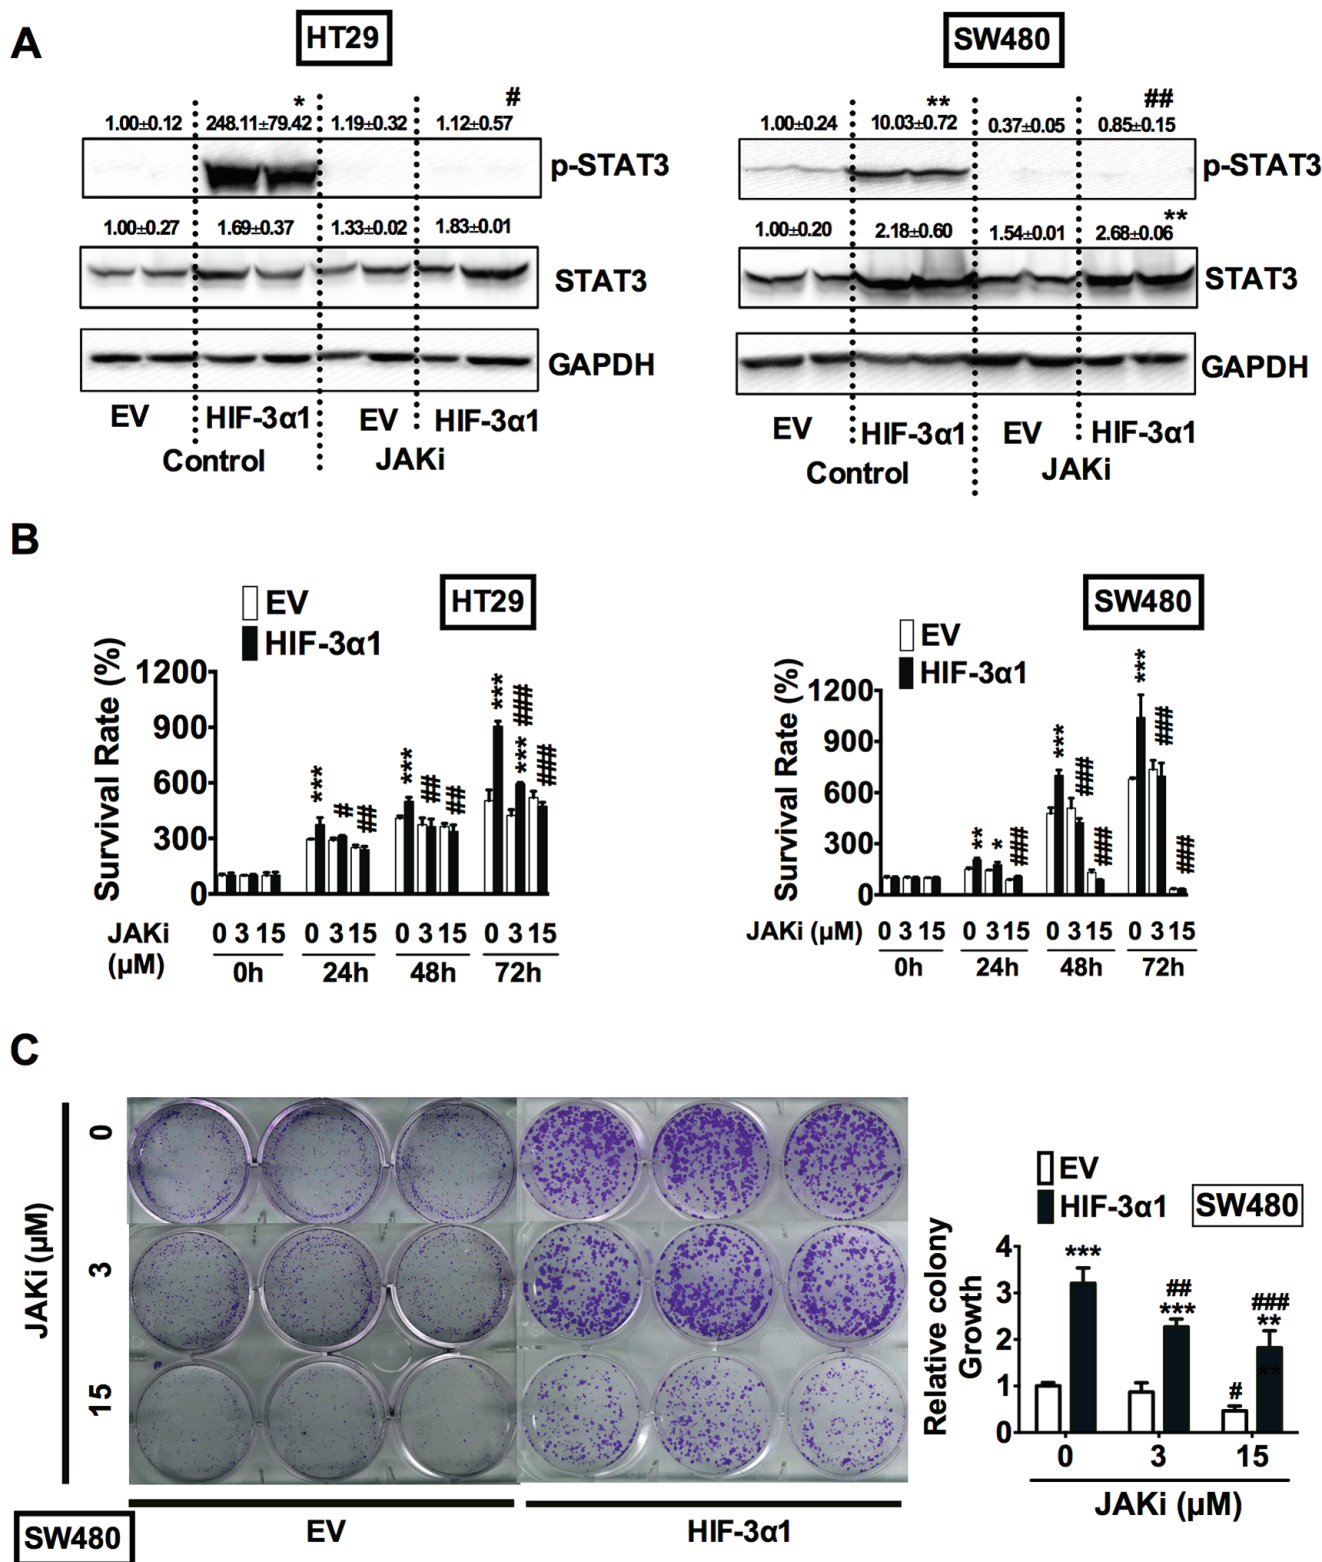 A
HT29
SW480
* #
1.00±0.12 248.11±79.42 1.19±0.32 1.12±0.57
p-STAT3
1.00±0.27 1.69±0.37 1.33±0.02 1.83±0.01
STAT3
GAPDH
EV HIF-3α1 EV HIF-3α1
Control JAKi
** ##
1.00±0.24 10.03±0.72 0.37±0.05 0.85±0.15
p-STAT3
**
1.00±0.20 2.18±0.60 1.54±0.01 2.68±0.06
STAT3
GAPDH
EV HIF-3α1 EV HIF-3α1
Control JAKi
B
EV
HIF-3α1
HT29
Survival Rate (%)
1200
900
600
300
0
*** # ## *** ## ## *** *** ### ###
JAKi 0 3 15 0 3 15 0 3 15 0 3 15
(μM) 0h 24h 48h 72h
EV
HIF-3α1
SW480
Survival Rate (%)
1200
900
600
300
0
** * ### *** ### ### *** ### ###
JAKi (μM) 0 3 15 0 3 15 0 3 15 0 3 15
0h 24h 48h 72h
C
JAKi (μM)
0
3
15
SW480
EV HIF-3α1
EV
HIF-3α1
SW480
Relative colony
Growth
4
3
2
1
0
***
##
***
#
###
**
**
0 3 15
JAKi (μM)